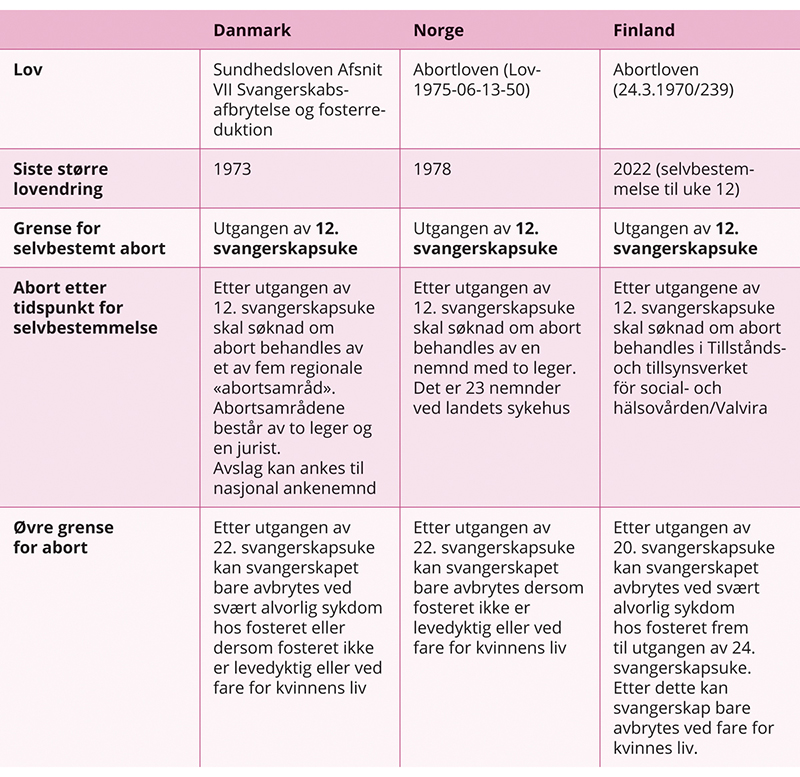 Danmark
Norge
Finland
Lov
Sundhedsloven Afsnit
VII Svangerskabs-
afbrytelse og fosterre-
duktion
Abortloven (Lov-
1975-06-13-50)
Abortloven
(24.3.1970/239)
Siste større
lovendring
1973
1978
2022 (selvbestem-
melse til uke 12)
Grense for
selvbestemt abort
Utgangen av 12.
svangerskapsuke
Utgangen av 12.
svangerskapsuke
Utgangen av 12.
svangerskapsuke
Abort etter
tidspunkt for
selvbestemmelse
Etter utgangen av
12. svangerskapsuke
skal søknad om
abort behandles av
et av fem regionale
«abortsamråd».
Abortsamrådene
består av to leger og
en jurist.
Avslag kan ankes til
nasjonal ankenemnd
Etter utgangen av
12. svangerskapsuke
skal søknad om abort
behandles av en
nemnd med to leger.
Det er 23 nemnder
ved landets sykehus
Etter utgangene av
12. svangerskapsuke
skal søknad om abort
behandles i Tillstånds-
och tillsynsverket
för social- och
hälsovården/Valvira
Øvre grense
for abort
Etter utgangen av
22. svangerskapsuke
kan svangerskapet
bare avbrytes ved
svært alvorlig sykdom
hos fosteret eller
dersom fosteret ikke
er levedyktig eller ved
fare for kvinnens liv
Etter utgangen av
22. svangerskapsuke
kan svangerskapet
bare avbrytes dersom
fosteret ikke er
levedyktig eller ved
fare for kvinnens liv
Etter utgangen av
20. svangerskapsuke
kan svangerskapet
avbrytes ved svært
alvorlig sykdom
hos fosteret frem
til utgangen av 24.
svangerskapsuke.
Etter dette kan
svangerskap bare
avbrytes ved fare for
kvinnes liv.